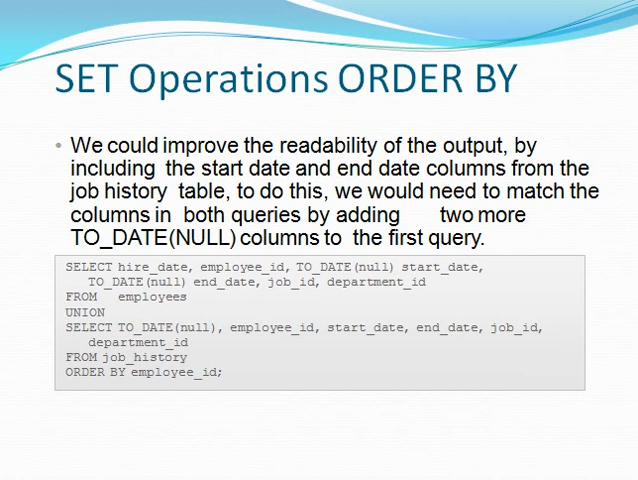 SET Operations ORDER BY
• We could improve the readability of the output, by
including the start date and end date columns from the
job history table, to do this, we would need to match the
columns in both queries by adding two more
TO_DATE(NULL) columns to the first query.
SELECT hire_date, employee_id, TO_DATE(null) start_date,
TO_DATE(null) end_date, job_id, department_id
FROM employees
UNION
SELECT TO_DATE(null), employee_id, start_date, end_date, job_id,
department_id
FROM job_history
ORDER BY employee_id;